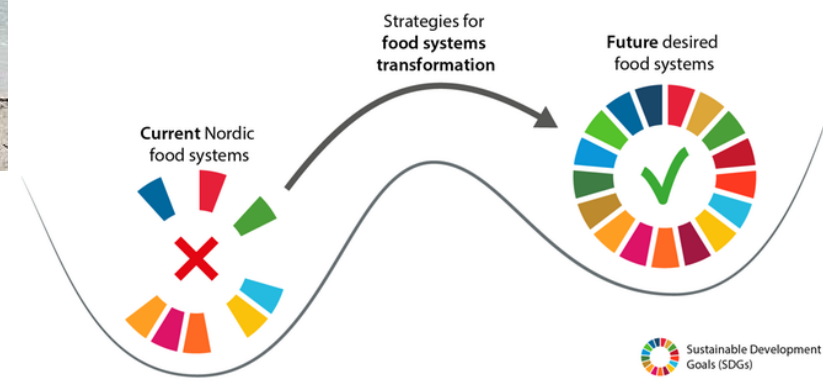 Strategies for
food systems
transformation
Future desired
food systems
Current Nordic
food systems
Sustainable Development
Goals (SDGs)